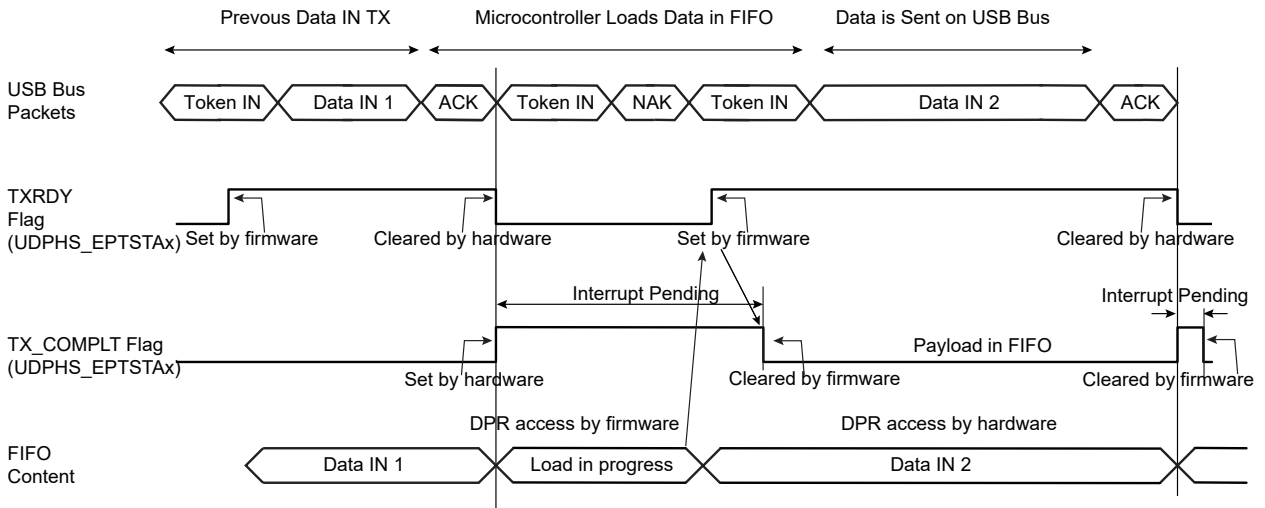 Prevous Data IN TX
Microcontroller Loads Data in FIFO
Data is Sent on USB Bus
USB Bus
Packets
Token IN
Data IN 1
ACK
Token IN
NAK
Token IN
Data IN 2
ACK
TXRDY
Flag
(UDPHS_EPTSTAx)
Set by firmware
Cleared by hardware
Set by firmware
Cleared by hardware
Interrupt Pending
Interrupt Pending
TX_COMPLT Flag
(UDPHS_EPTSTAx)
Payload in FIFO
Set by hardware
Cleared by firmware
Cleared by firmware
DPR access by firmware
DPR access by hardware
FIFO
Content
Data IN 1
Load in progress
Data IN 2